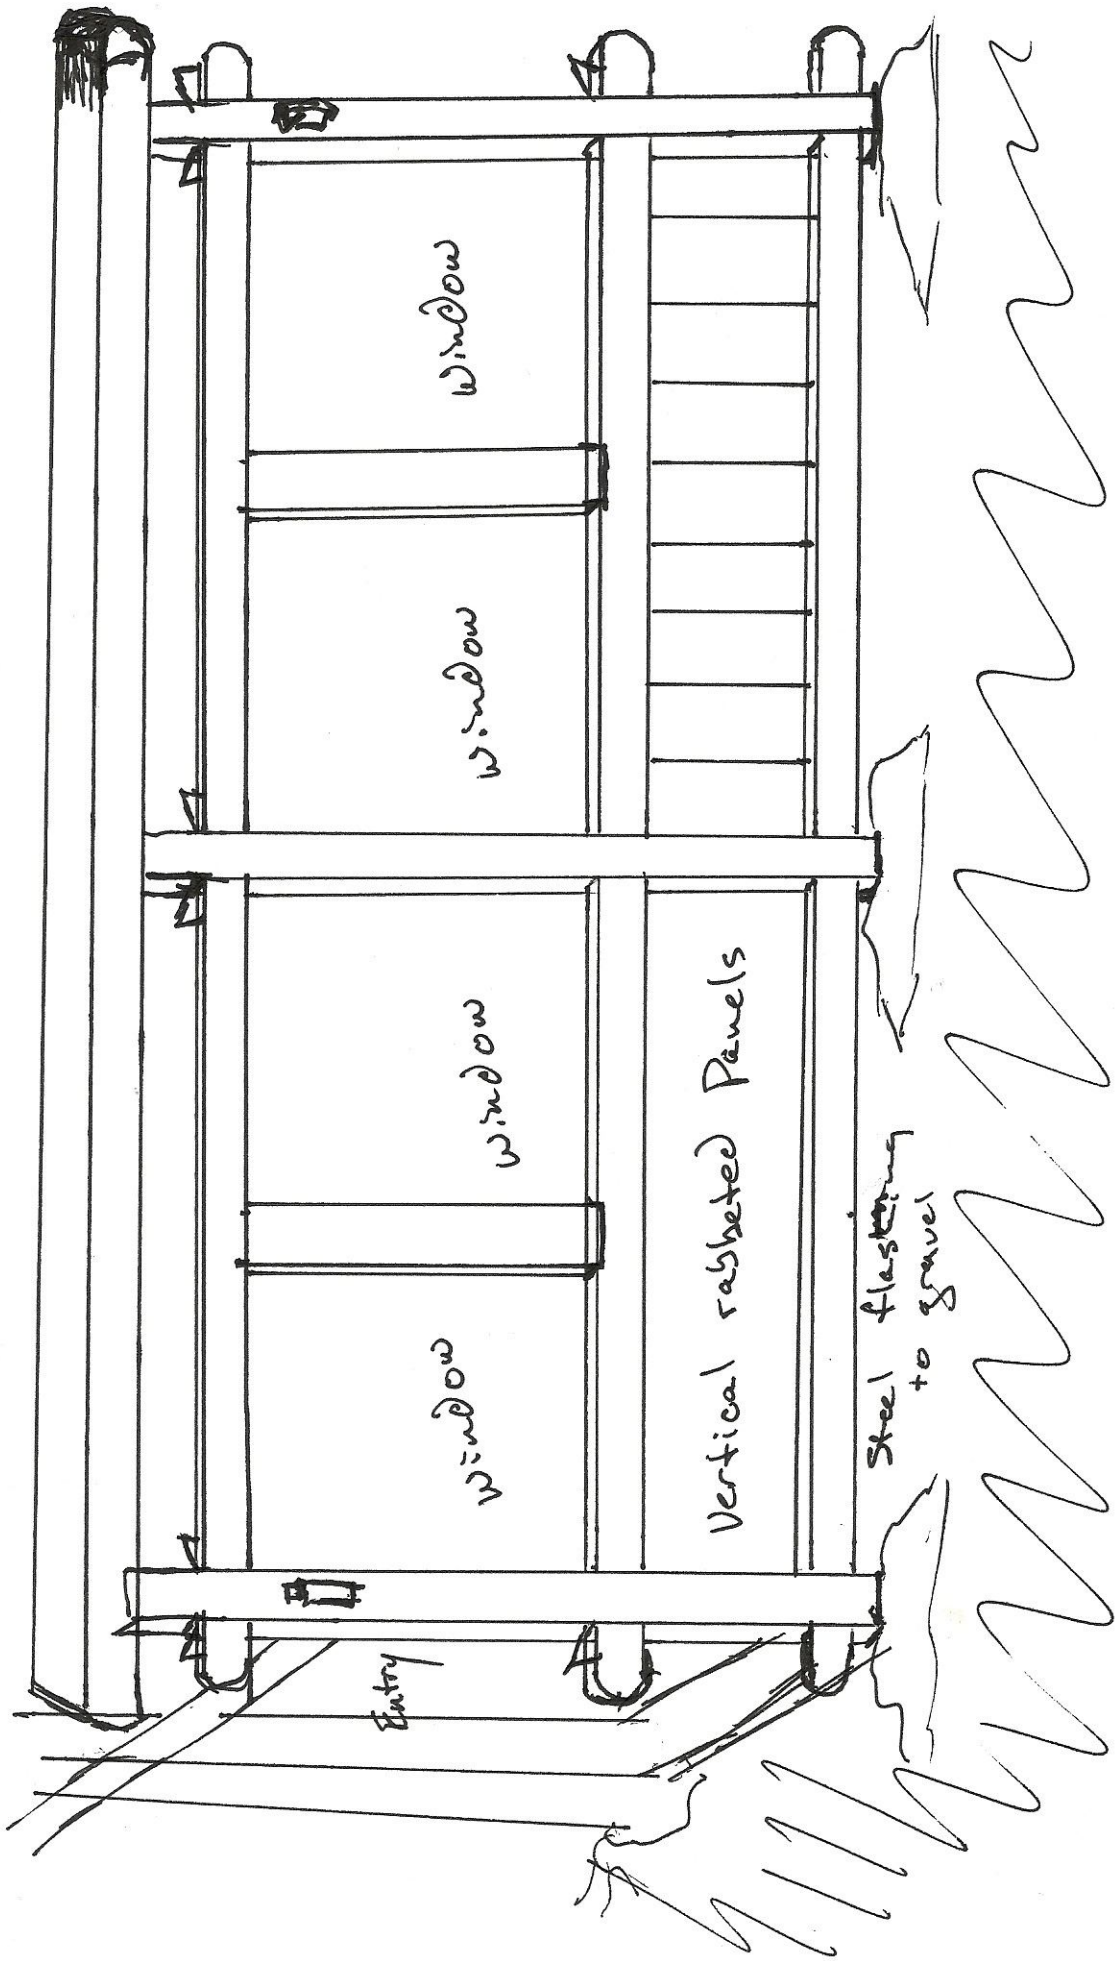 Entry
window
window
window
window
Vertical rabbeted Panels
Steel flashing
to gravel